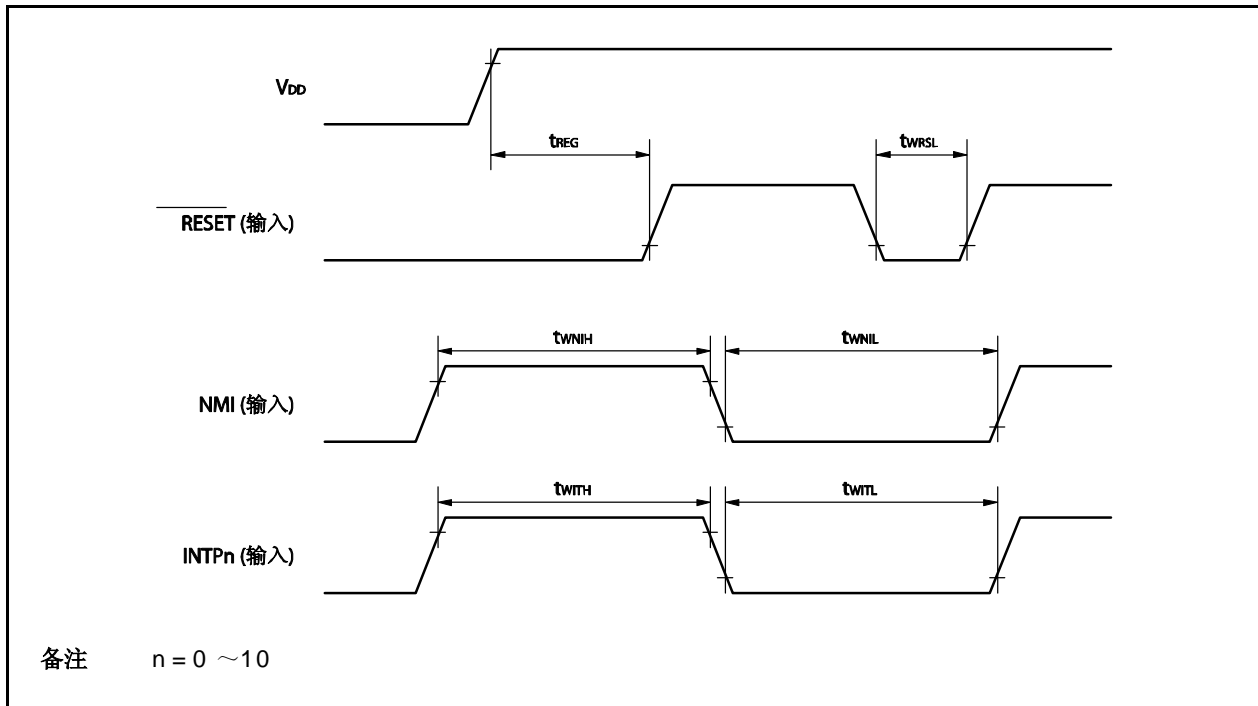 VDD
tREG
tWRSL
RESET (输入)
tWNIH
tWNIL
NMI (输入)
tWITH
tWITL
INTPn (输入)
备注 n = 0 ～10